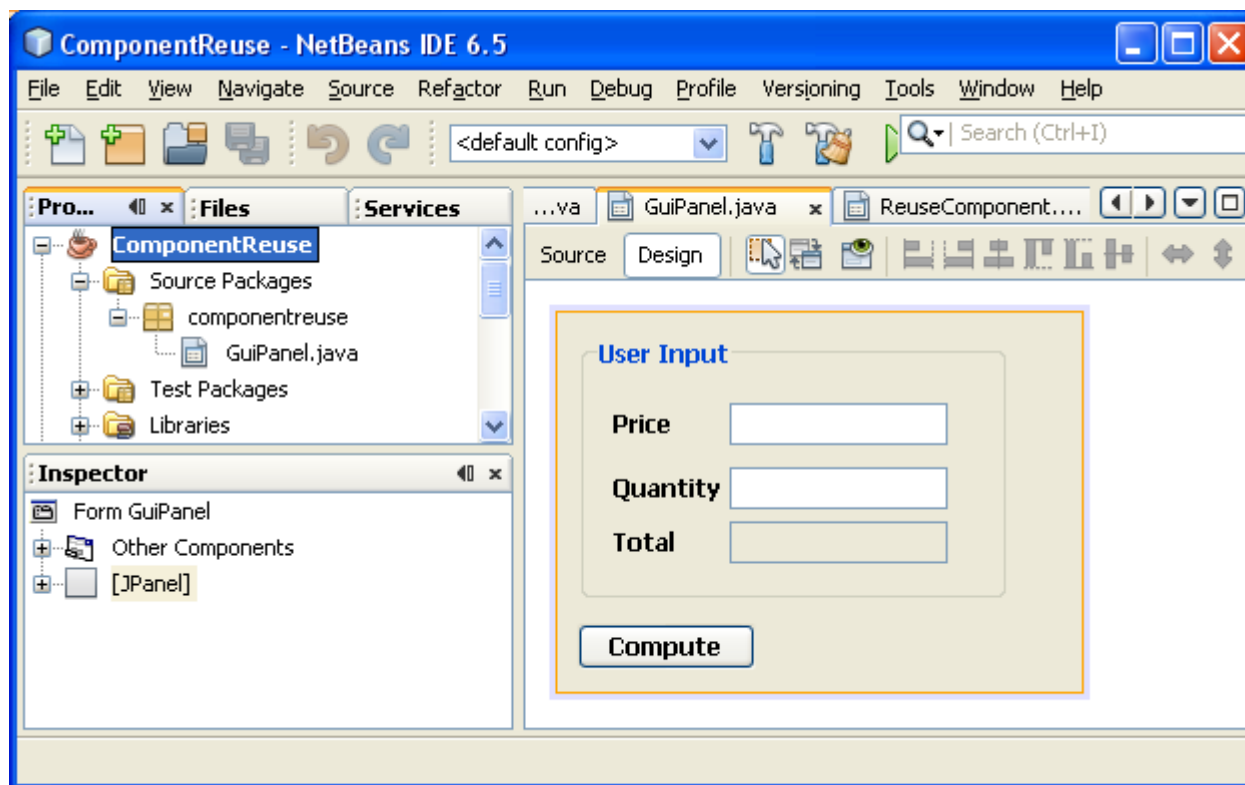 ComponentReuse - NetBeans IDE 6.5
File Edit View Navigate Source Refactor Run Debug Profile Versioning Tools Window Help
<default config>
Search (Ctrl+I)
Pro... Files Services
...va GuiPanel.java ReuseComponent....
Source Design
ComponentReuse
Source Packages
componentreuse
GuiPanel.java
Test Packages
Libraries
Inspector
Form GuiPanel
Other Components
[JPanel]
User Input
Price
Quantity
Total
Compute